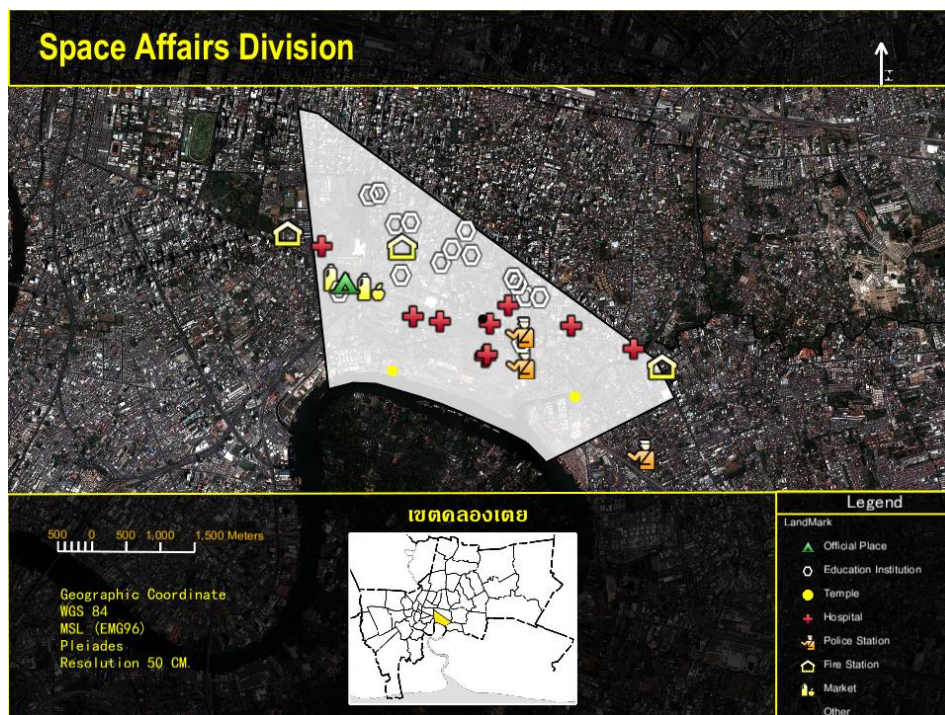 Space Affairs Division
N
500 0 500 1,000 1,500 Meters
Geographic Coordinate
WGS 84
MSL (EMG96)
Pleiades
Resolution 50 CM.
เขตคลองเตย
Legend
LandMark
Official Place
Education Institution
Temple
Hospital
Police Station
Fire Station
Market
Other